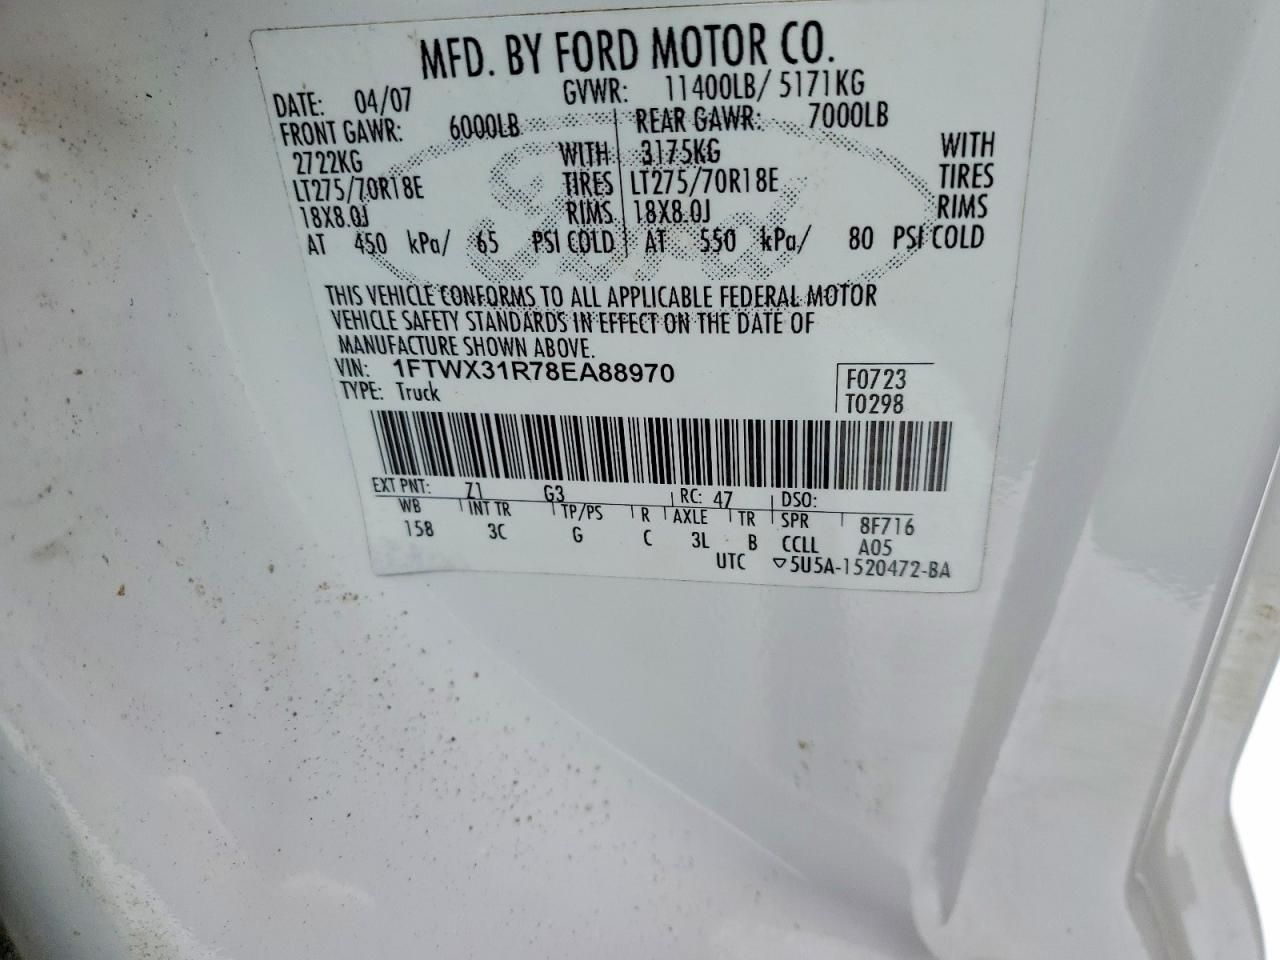 MFD. BY FORD MOTOR CO.
DATE: 04/07 GVWR: 11400LB/ 5171KG
FRONT GAWR: 6000LB REAR GAWR: 7000LB
2722KG WITH 3175KG WITH
LT275/70R18E TIRES LT275/70R18E TIRES
18X8.0J RIMS 18X8.0J RIMS
AT 450 kPa/ 65 PSI COLD AT 550 kPa/ 80 PSI COLD
THIS VEHICLE CONFORMS TO ALL APPLICABLE FEDERAL MOTOR
VEHICLE SAFETY STANDARDS IN EFFECT ON THE DATE OF
MANUFACTURE SHOWN ABOVE.
VIN: 1FTWX31R78EA88970 F0723
TYPE: Truck T0298
EXT PNT: Z1 G3 RC: 47 DSO:
WB INT TR TP/PS R AXLE TR SPR 8F716
158 3C G C 3L B CCLL A05
UTC ▽5U5A-1520472-BA
Ford